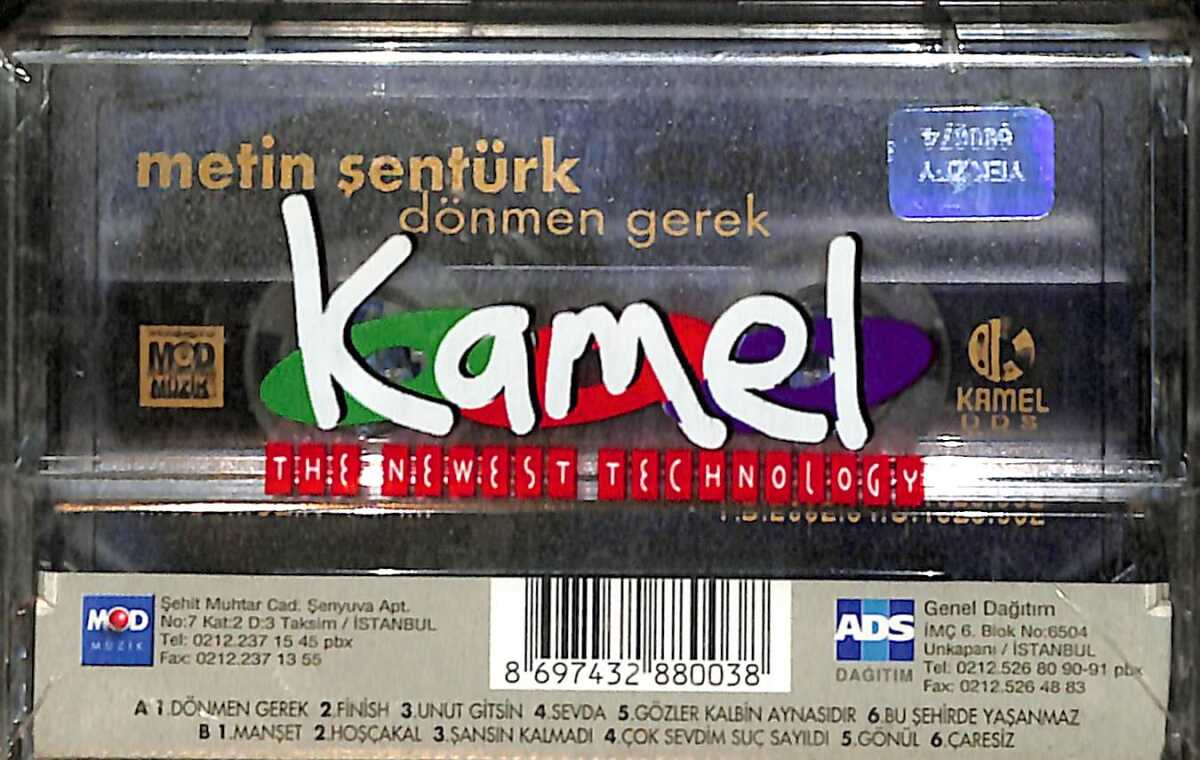 metin şentürk
dönmen gerek
Kamel
THE NEWEST TECHNOLOGY
MOD
MÜZİK
KAMEL
DDS
MOD
MÜZİK
Şehit Muhtar Cad. Şenyuva Apt.
No:7 Kat:2 D:3 Taksim / İSTANBUL
Tel: 0212.237 15 45 pbx
Fax: 0212.237 13 55
8 697432 880038
ADS
DAĞITIM
Genel Dağıtım
İMÇ 6. Blok No:6504
Unkapanı / İSTANBUL
Tel: 0212.526 80 90-91 pbx
Fax: 0212.526 48 83
A 1.DÖNMEN GEREK 2.FINISH 3.UNUT GİTSİN 4.SEVDA 5.GÖZLER KALBİN AYNASIDIR 6.BU ŞEHİRDE YAŞANMAZ
B 1.MANŞET 2.HOŞÇAKAL 3.ŞANSIN KALMADI 4.ÇOK SEVDİM SUÇ SAYILDI 5.GÖNÜL 6.ÇARESİZ